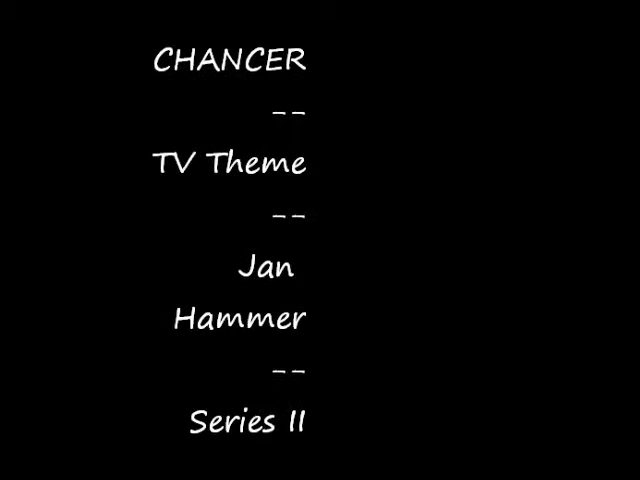 CHANCER
--
TV Theme
--
Jan
Hammer
--
Series II